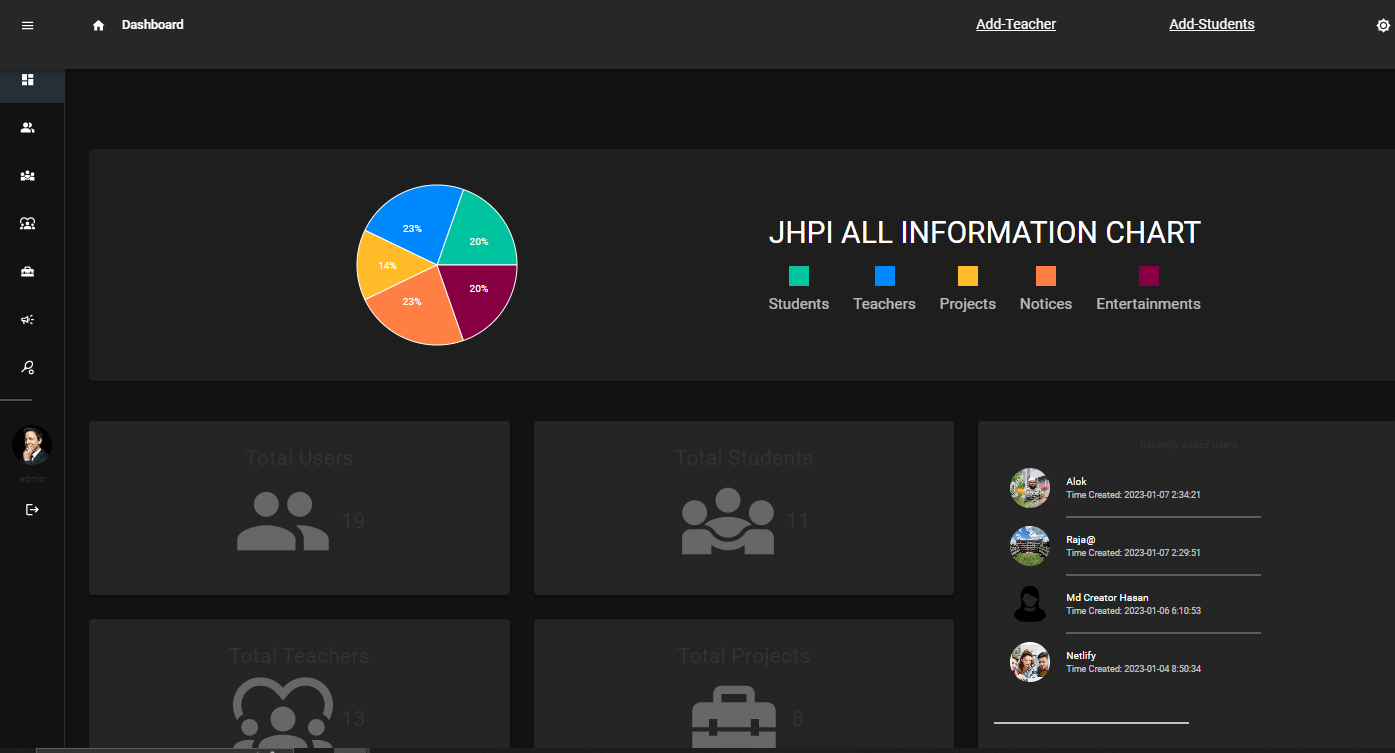 Dashboard
Add-Teacher
Add-Students
23%
20%
14%
23%
20%
JHPI ALL INFORMATION CHART
Students
Teachers
Projects
Notices
Entertainments
admin
Total Users
19
Total Students
11
Total Teachers
13
Total Projects
8
Recently added Users
Alok
Time Created: 2023-01-07 2:34:21
Raja@
Time Created: 2023-01-07 2:29:51
Md Creator Hasan
Time Created: 2023-01-06 6:10:53
Netlify
Time Created: 2023-01-04 8:50:34